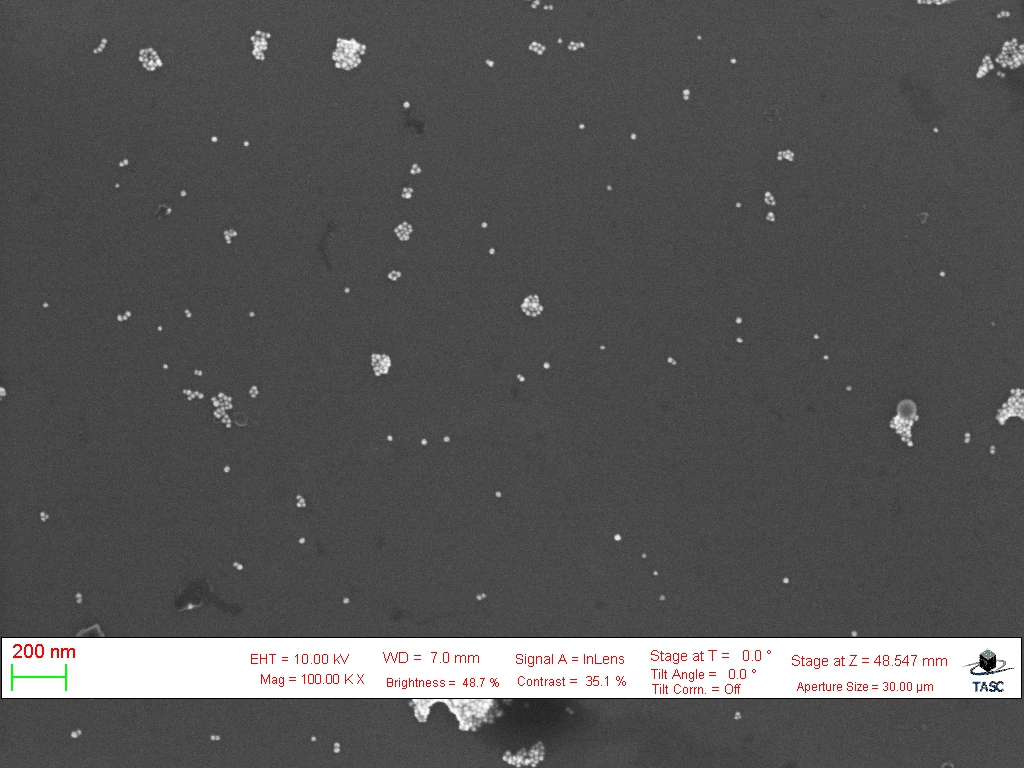 200 nm
EHT = 10.00 kV
Mag = 100.00 K X
WD = 7.0 mm
Brightness = 48.7 %
Signal A = InLens
Contrast = 35.1 %
Stage at T = 0.0 °
Tilt Angle = 0.0 °
Tilt Corrn. = Off
Stage at Z = 48.547 mm
Aperture Size = 30.00 µm
TASC